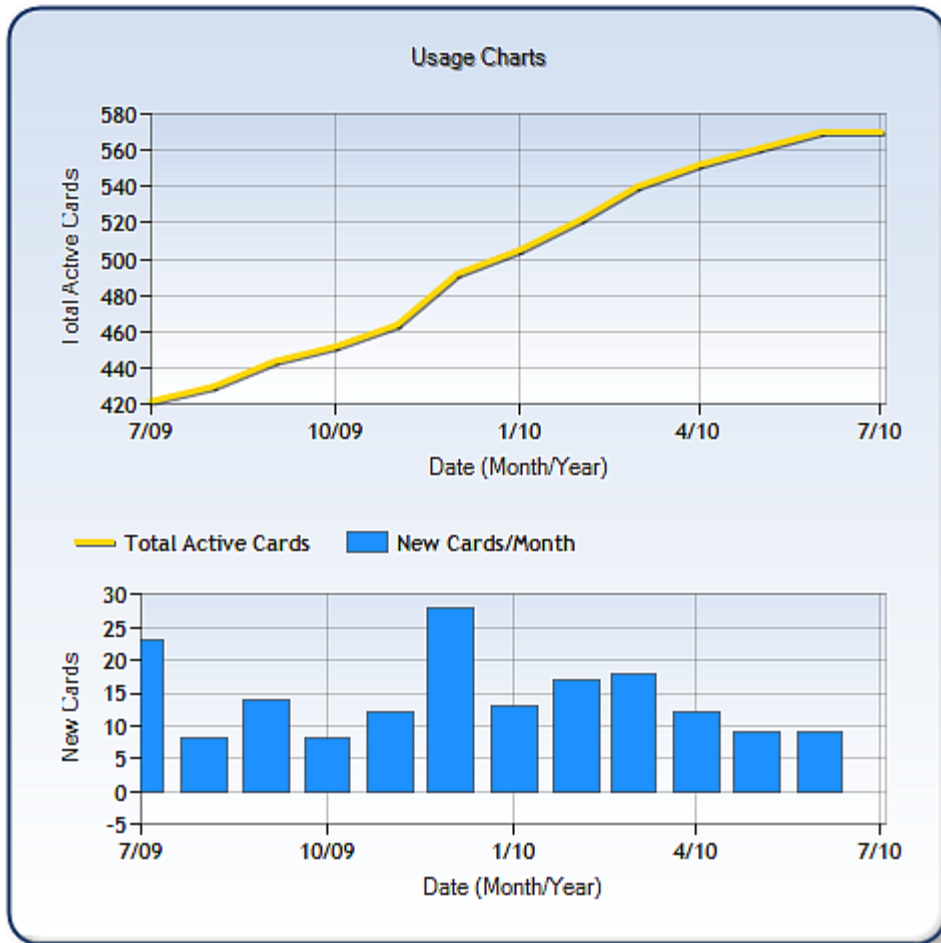 Usage Charts
580
560
540
520
500
480
460
440
420
Total Active Cards
7/09 10/09 1/10 4/10 7/10
Date (Month/Year)
Total Active Cards New Cards/Month
30
25
20
15
10
5
0
-5
New Cards
7/09 10/09 1/10 4/10 7/10
Date (Month/Year)